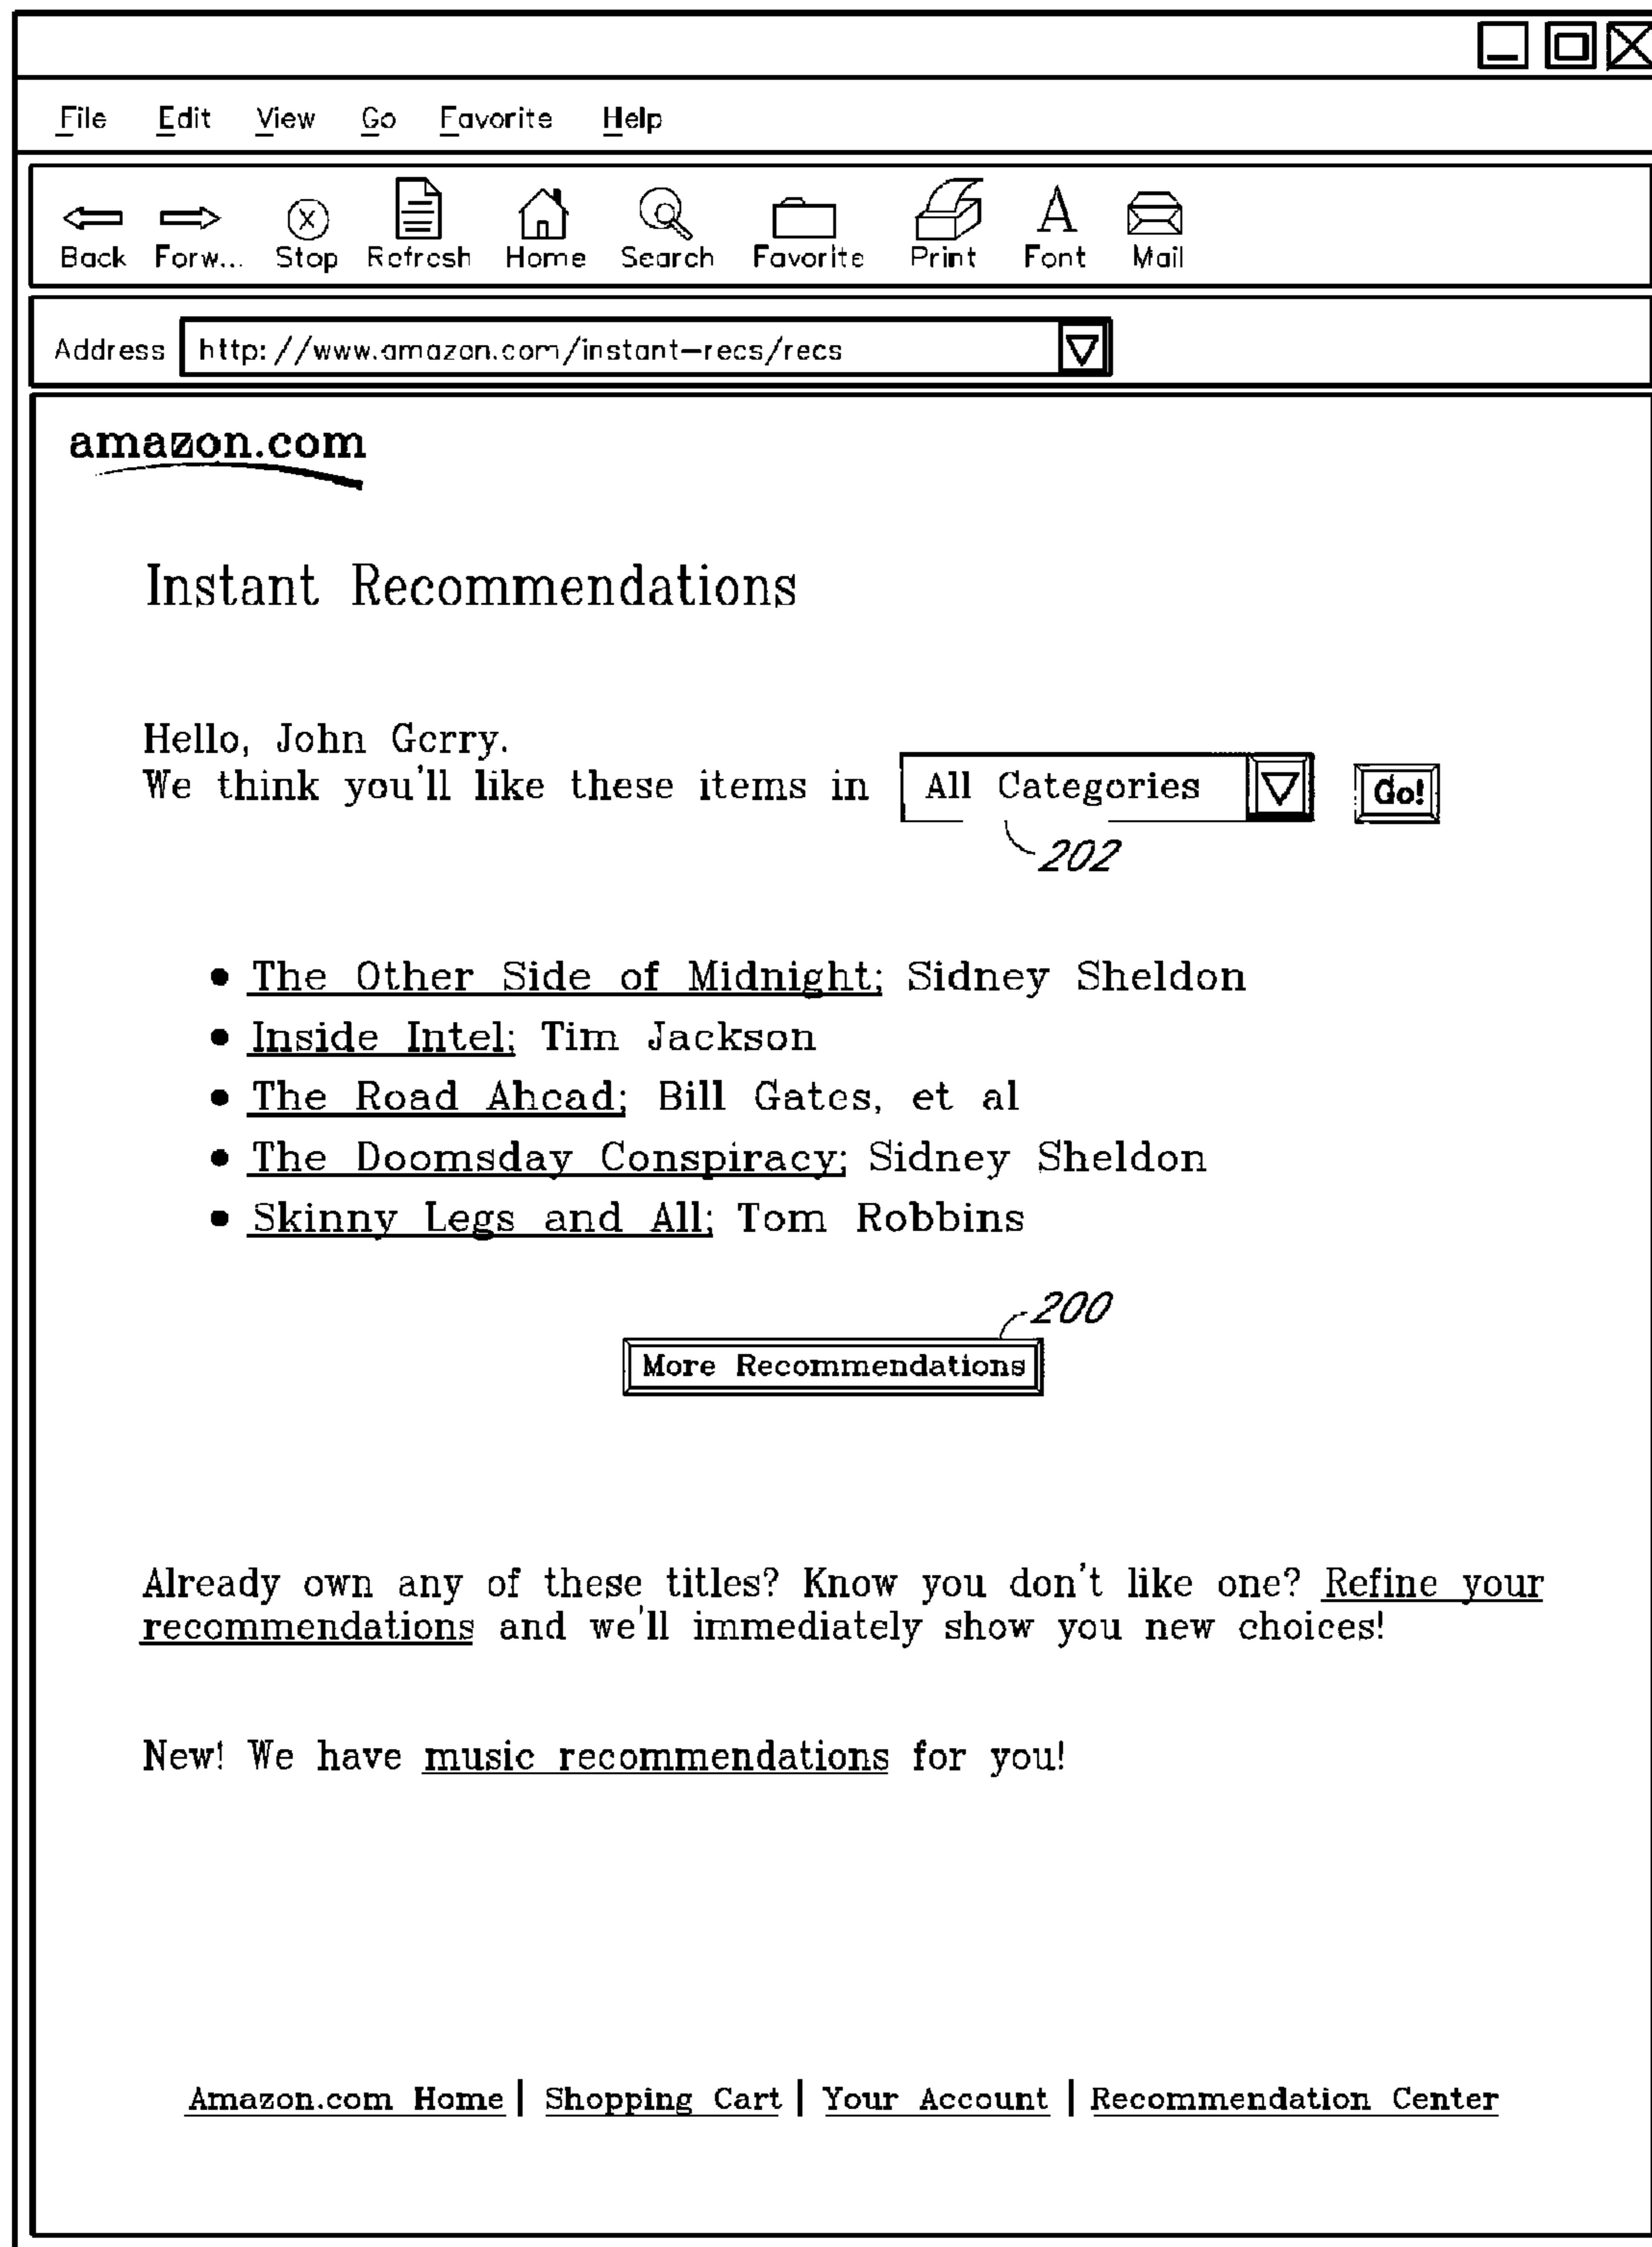 File Edit View Go Favorite Help
Back Forw... Stop Refresh Home Search Favorite Print Font Mail
Address http://www.amazon.com/instant-recs/recs
amazon.com
Instant Recommendations
Hello, John Gerry.
We think you'll like these items in All Categories Go!
202
• The Other Side of Midnight; Sidney Sheldon
• Inside Intel; Tim Jackson
• The Road Ahead; Bill Gates, et al
• The Doomsday Conspiracy; Sidney Sheldon
• Skinny Legs and All; Tom Robbins
200
More Recommendations
Already own any of these titles? Know you don't like one? Refine your
recommendations and we'll immediately show you new choices!
New! We have music recommendations for you!
Amazon.com Home | Shopping Cart | Your Account | Recommendation Center